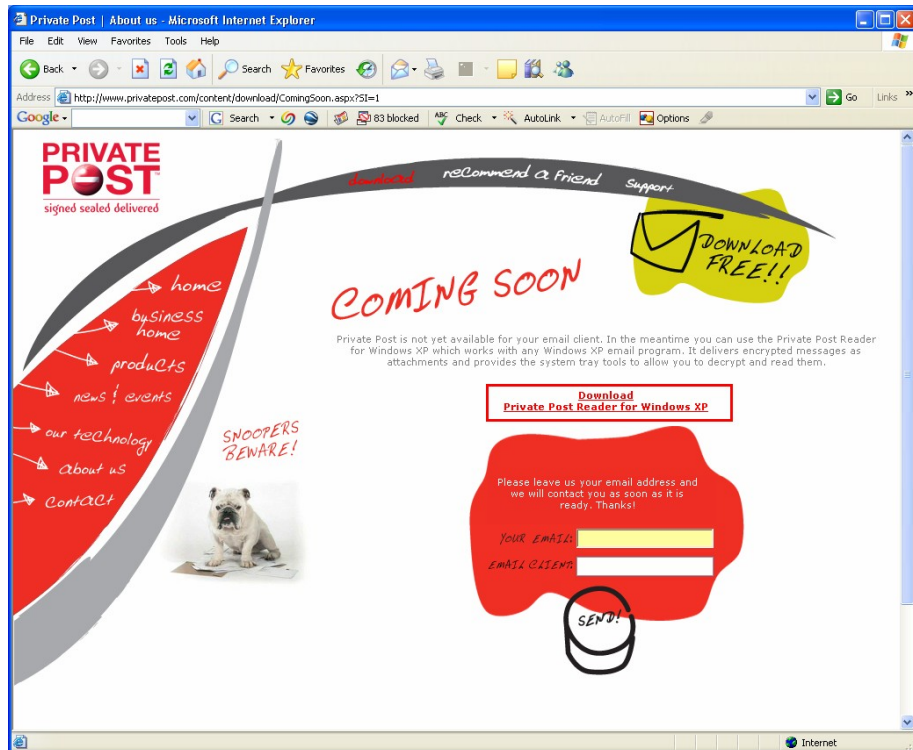 Private Post | About us - Microsoft Internet Explorer
File Edit View Favorites Tools Help
Back Search Favorites
Address http://www.privatepost.com/content/download/ComingSoon.aspx?SI=1 Go Links »
Google Search 83 blocked ABC Check AutoLink AutoFill Options
PRIVATE
POST
signed sealed delivered
download recommend a friend support
DOWNLOAD
FREE!!
COMING SOON
home
business
home
products
news & events
our technology
about us
contact
Private Post is not yet available for your email client. In the meantime you can use the Private Post Reader
for Windows XP which works with any Windows XP email program. It delivers encrypted messages as
attachments and provides the system tray tools to allow you to decrypt and read them.
Download
Private Post Reader for Windows XP
SNOOPERS
BEWARE!
Please leave us your email address and
we will contact you as soon as it is
ready. Thanks!
YOUR EMAIL:
EMAIL CLIENT:
SEND!
Internet